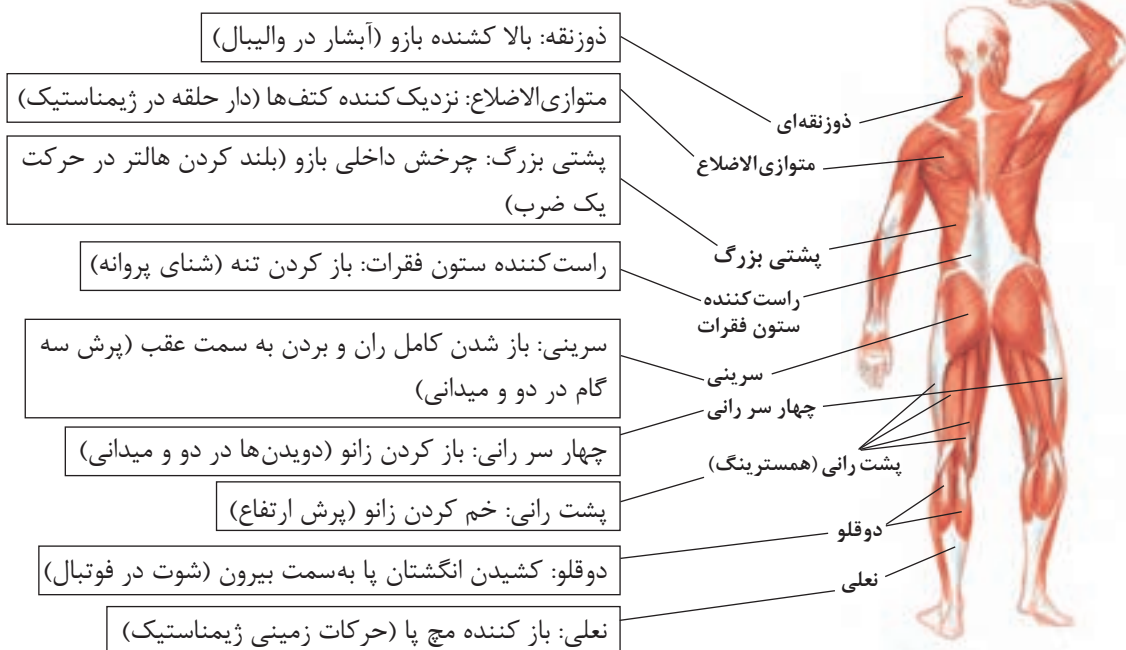 ذوزنقه: بالا کشنده بازو (آبشار در والیبال)
متوازی‌الاضلاع: نزدیک‌کننده کتف‌ها (دار حلقه در ژیمناستیک)
پشتی بزرگ: چرخش داخلی بازو (بلند کردن هالتر در حرکت
یک ضرب)
راست‌کننده ستون فقرات: باز کردن تنه (شنای پروانه)
سرینی: باز شدن کامل ران و بردن به سمت عقب (پرش سه
گام در دو و میدانی)
چهار سر رانی: باز کردن زانو (دویدن‌ها در دو و میدانی)
پشت رانی: خم کردن زانو (پرش ارتفاع)
دوقلو: کشیدن انگشتان پا به‌سمت بیرون (شوت در فوتبال)
نعلی: باز کننده مچ پا (حرکات زمینی ژیمناستیک)
ذوزنقه‌ای
متوازی‌الاضلاع
پشتی بزرگ
راست‌کننده
ستون فقرات
سرینی
چهار سر رانی
پشت رانی (همسترینگ)
دوقلو
نعلی